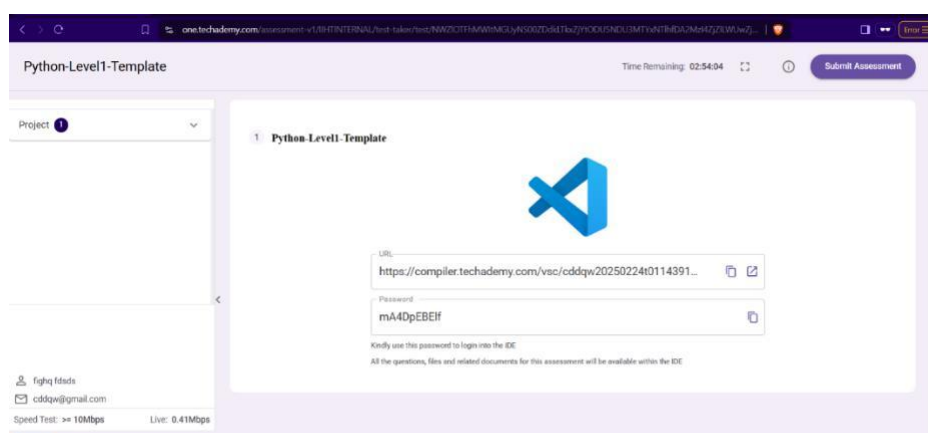 Error
Python-Level1-Template
Time Remaining: 02:54:04
Submit Assessment
Project 1
1 Python-Level1-Template
URL
https://compiler.techademy.com/vsc/cddqw20250224t0114391...
Password
mA4DpEBElf
Kindly use this password to login into the IDE
All the questions, files and related documents for this assessment will be available within the IDE
fighq fdsds
cddqw@gmail.com
Speed Test: >= 10Mbps Live: 0.41Mbps